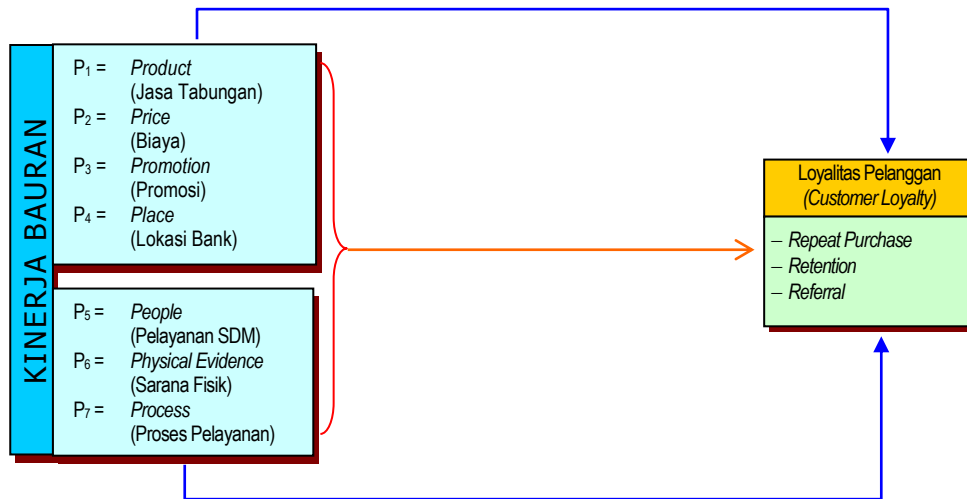 KINERJA BAURAN
P1 = Product
(Jasa Tabungan)
P2 = Price
(Biaya)
P3 = Promotion
(Promosi)
P4 = Place
(Lokasi Bank)
P5 = People
(Pelayanan SDM)
P6 = Physical Evidence
(Sarana Fisik)
P7 = Process
(Proses Pelayanan)
Loyalitas Pelanggan
(Customer Loyalty)
– Repeat Purchase
– Retention
– Referral